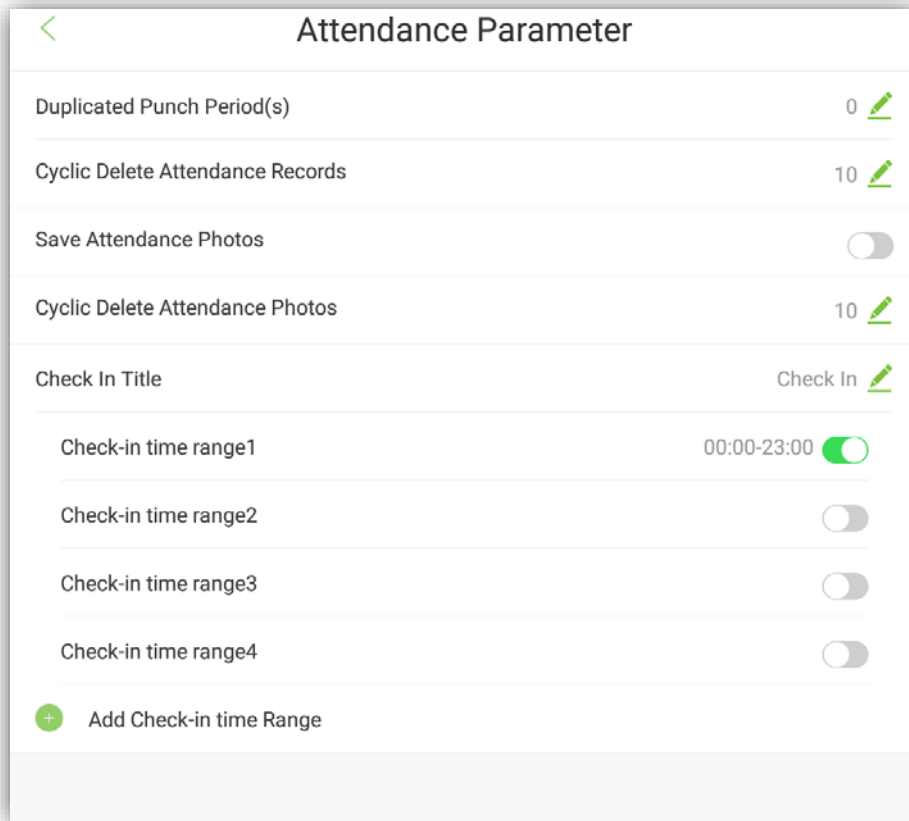 Attendance Parameter
Duplicated Punch Period(s) 0
Cyclic Delete Attendance Records 10
Save Attendance Photos
Cyclic Delete Attendance Photos 10
Check In Title Check In
Check-in time range1 00:00-23:00
Check-in time range2
Check-in time range3
Check-in time range4
Add Check-in time Range